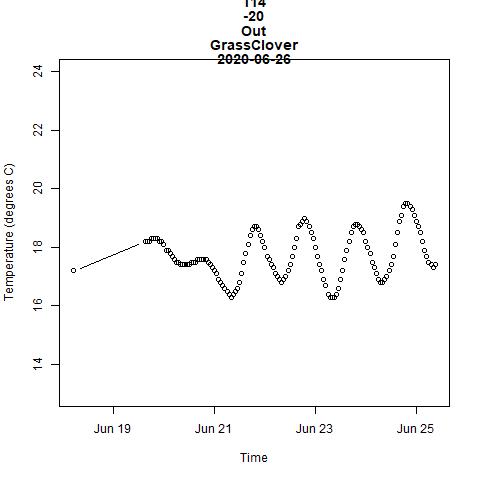 T14
-20
Out
GrassClover
2020-06-26
Temperature (degrees C)
24
22
20
18
16
14
Jun 19
Jun 21
Jun 23
Jun 25
Time